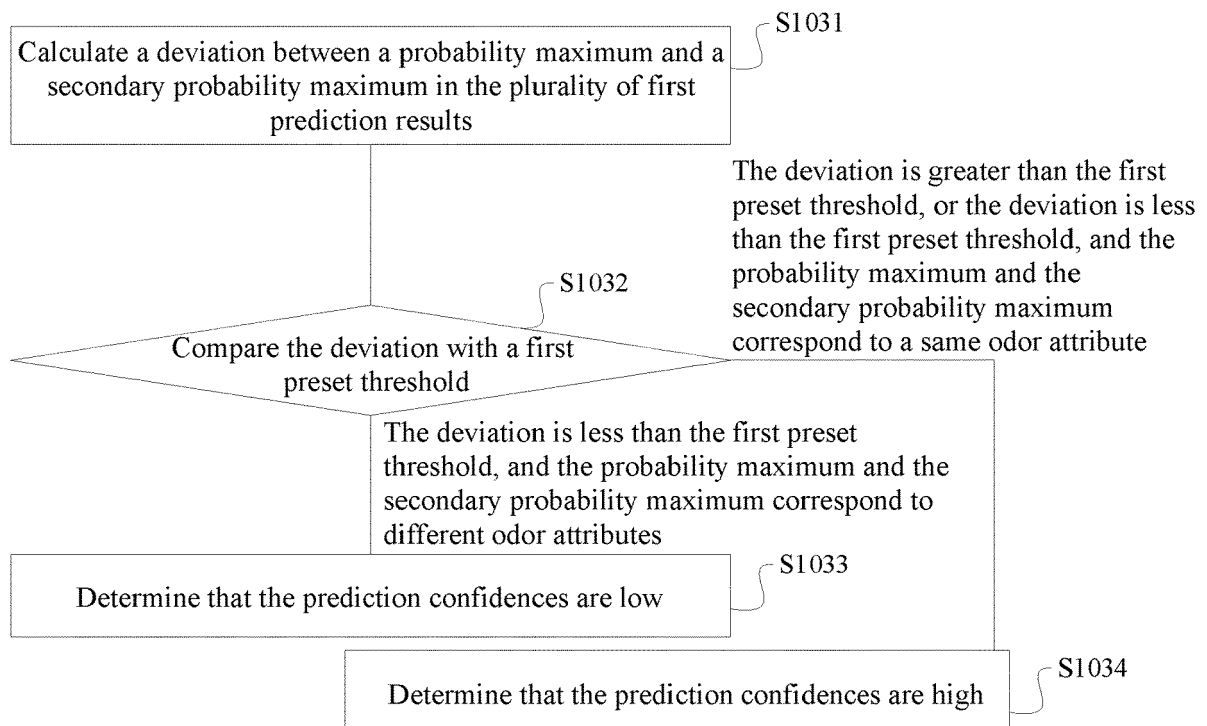 S1031
Calculate a deviation between a probability maximum and a
secondary probability maximum in the plurality of first
prediction results
The deviation is greater than the first
preset threshold, or the deviation is less
than the first preset threshold, and the
probability maximum and the
secondary probability maximum
correspond to a same odor attribute
S1032
Compare the deviation with a first
preset threshold
The deviation is less than the first preset
threshold, and the probability maximum and the
secondary probability maximum correspond to
different odor attributes
S1033
Determine that the prediction confidences are low
S1034
Determine that the prediction confidences are high